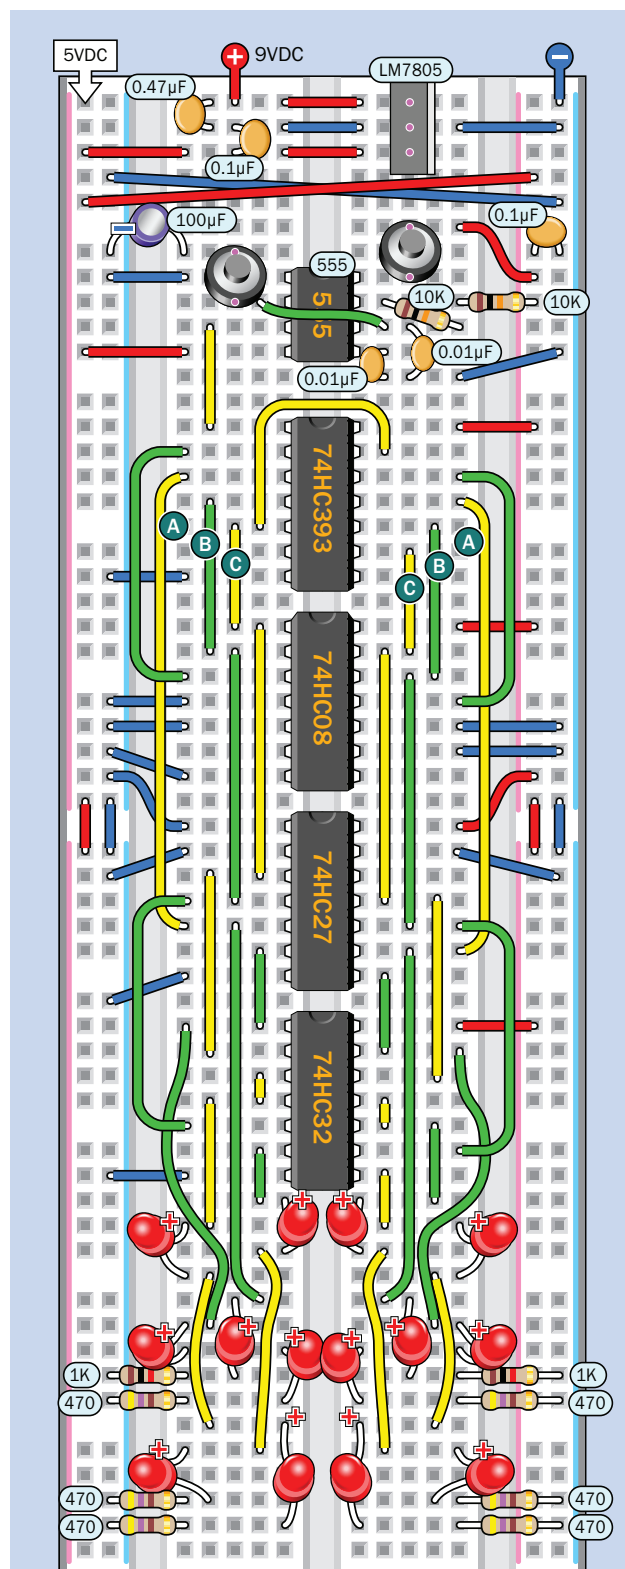 5VDC
+
9VDC
0.47µF
LM7805
0.1µF
100µF
0.1µF
555
555
10K
10K
0.01µF
0.01µF
74HC393
A
B
C
A
B
C
74HC08
74HC27
74HC32
+
+
+
+
+
+
+
+
+
+
1K
1K
470
470
+
+
+
+
470
470
470
470